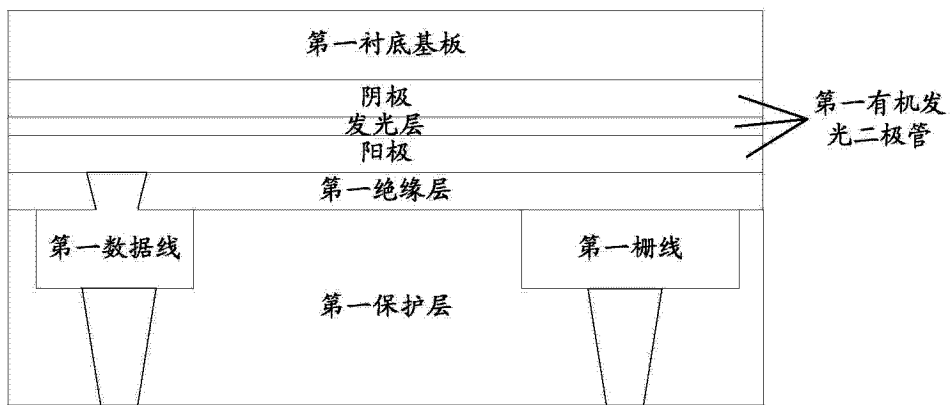 第一衬底基板
阴极
发光层
阳极
第一有机发
光二极管
第一绝缘层
第一数据线
第一栅线
第一保护层